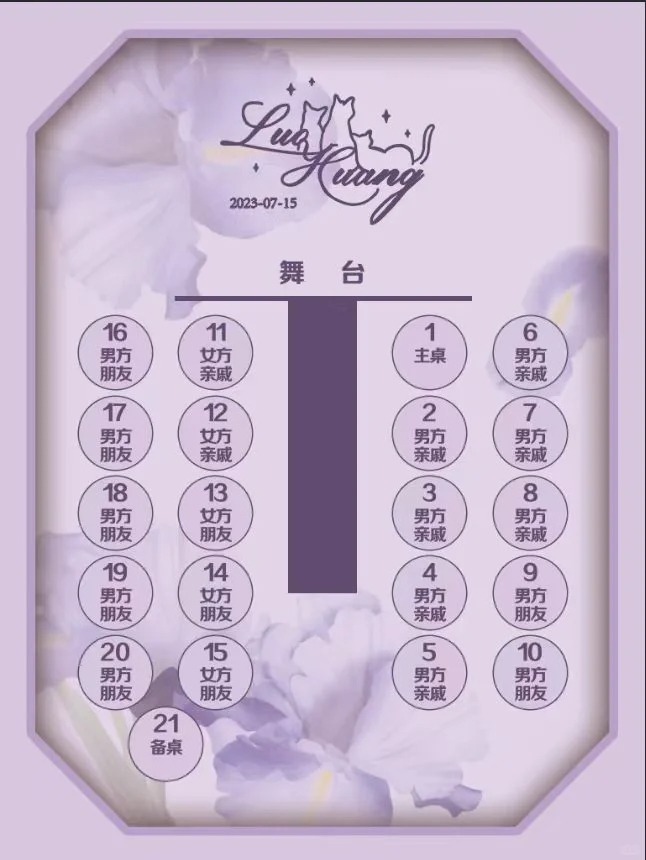 Luo
Huang
2023-07-15
舞 台
16
男方
朋友
11
女方
亲戚
1
主桌
6
男方
亲戚
17
男方
朋友
12
女方
亲戚
2
男方
亲戚
7
男方
亲戚
18
男方
朋友
13
女方
朋友
3
男方
亲戚
8
男方
亲戚
19
男方
朋友
14
女方
朋友
4
男方
亲戚
9
男方
朋友
20
男方
朋友
15
女方
朋友
5
男方
亲戚
10
男方
朋友
21
备桌